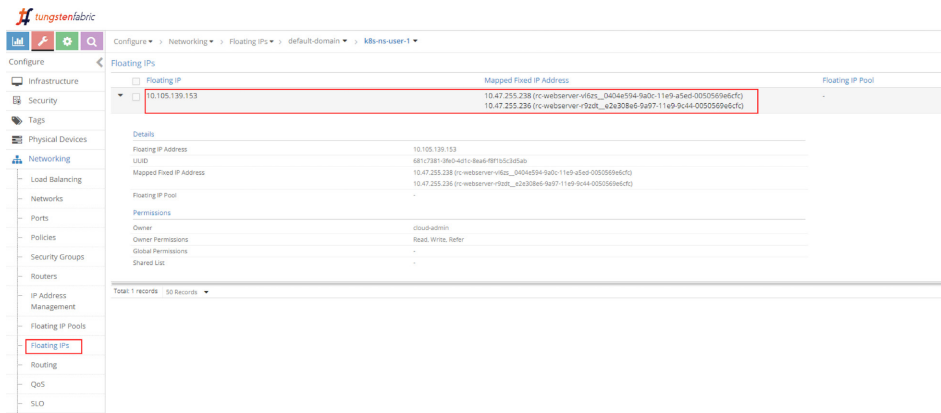 tungstenfabric
Configure > Networking > Floating IPs > default-domain > k8s-ns-user-1
Configure
Infrastructure
Security
Tags
Physical Devices
Networking
Load Balancing
Networks
Ports
Policies
Security Groups
Routers
IP Address
Management
Floating IP Pools
Floating IPs
Routing
QoS
SLO
Floating IPs
Floating IP Mapped Fixed IP Address Floating IP Pool
10.105.139.153 10.47.255.238 (rc-webserver-vl6zs__0404e594-9a0c-11e9-a5ed-0050569e6cfc) -
10.47.255.236 (rc-webserver-r9zdt__e2e308e6-9a97-11e9-9c44-0050569e6cfc)
Details
Floating IP Address 10.105.139.153
UUID
Mapped Fixed IP Address 10.47.255.238 (rc-webserver-vl6zs__0404e594-9a0c-11e9-a5ed-0050569e6cfc)
10.47.255.236 (rc-webserver-r9zdt__e2e308e6-9a97-11e9-9c44-0050569e6cfc)
Floating IP Pool -
Permissions
Owner cloud-admin
Owner Permissions Read, Write, Refer
Global Permissions -
Shared List -
Total: 1 records 50 Records